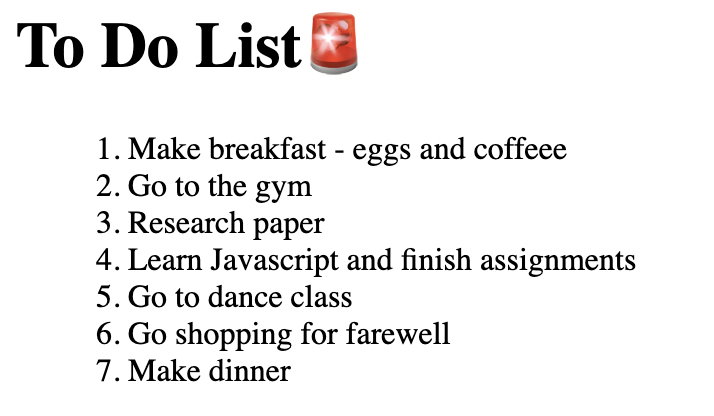 To Do List🚨
1. Make breakfast - eggs and coffeee
2. Go to the gym
3. Research paper
4. Learn Javascript and finish assignments
5. Go to dance class
6. Go shopping for farewell
7. Make dinner